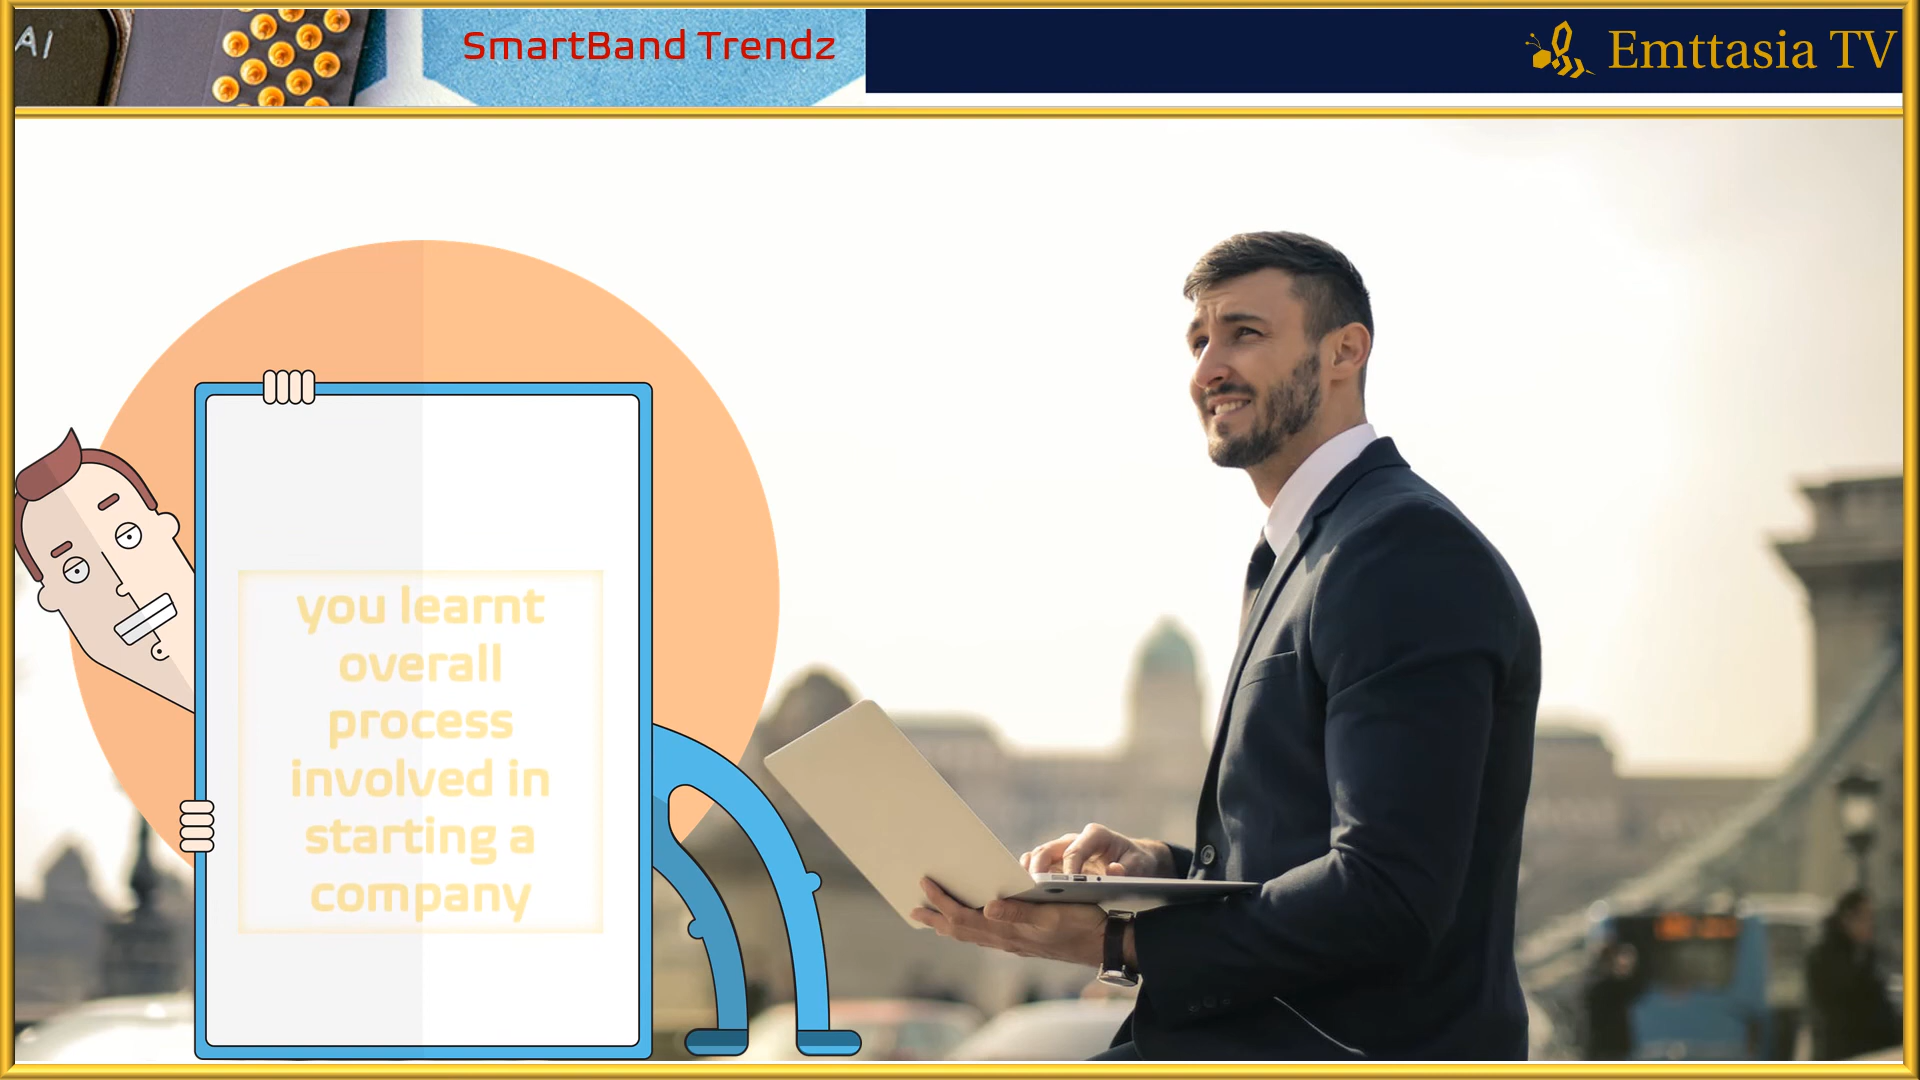 AI
SmartBand Trendz
Emttasia TV
you learnt
overall
process
involved in
starting a
company